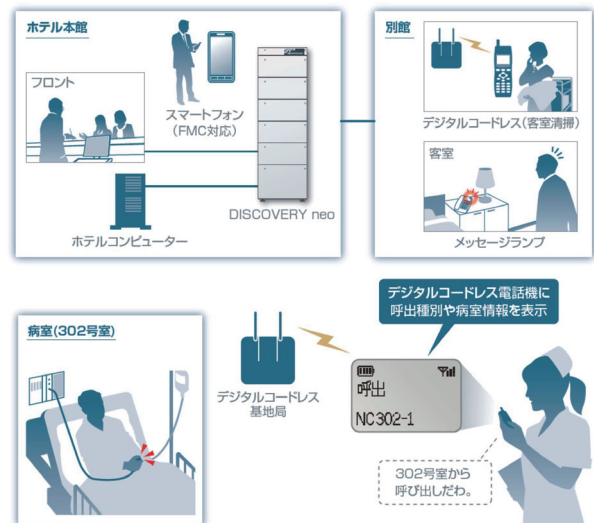 ホテル本館
フロント
スマートフォン
(FMC対応)
DISCOVERY neo
ホテルコンピューター
別館
デジタルコードレス(客室清掃)
客室
メッセージランプ
病室(302号室)
デジタルコードレス
基地局
デジタルコードレス電話機に
呼出種別や病室情報を表示
呼出
NC302-1
302号室から
呼び出しだわ。